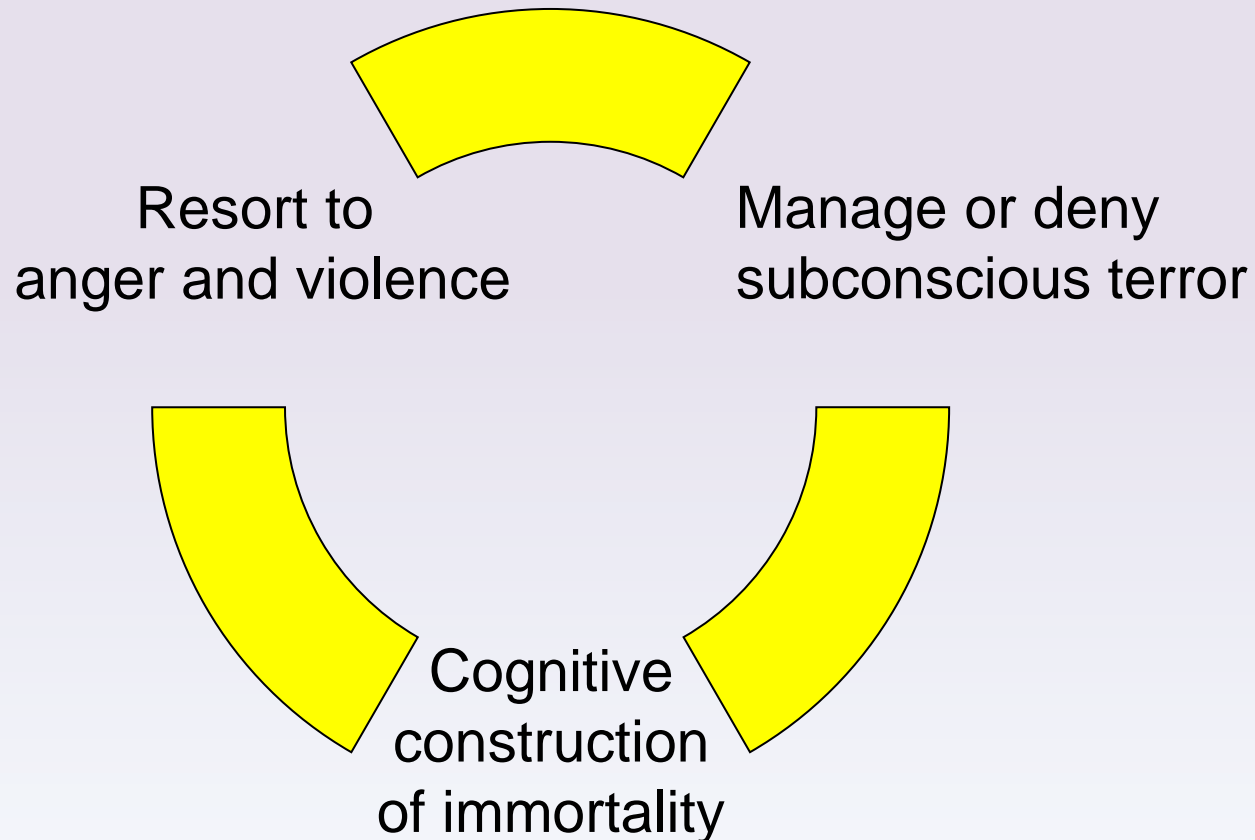 Resort to
anger and violence
Manage or deny
subconscious terror
Cognitive
construction
of immortality